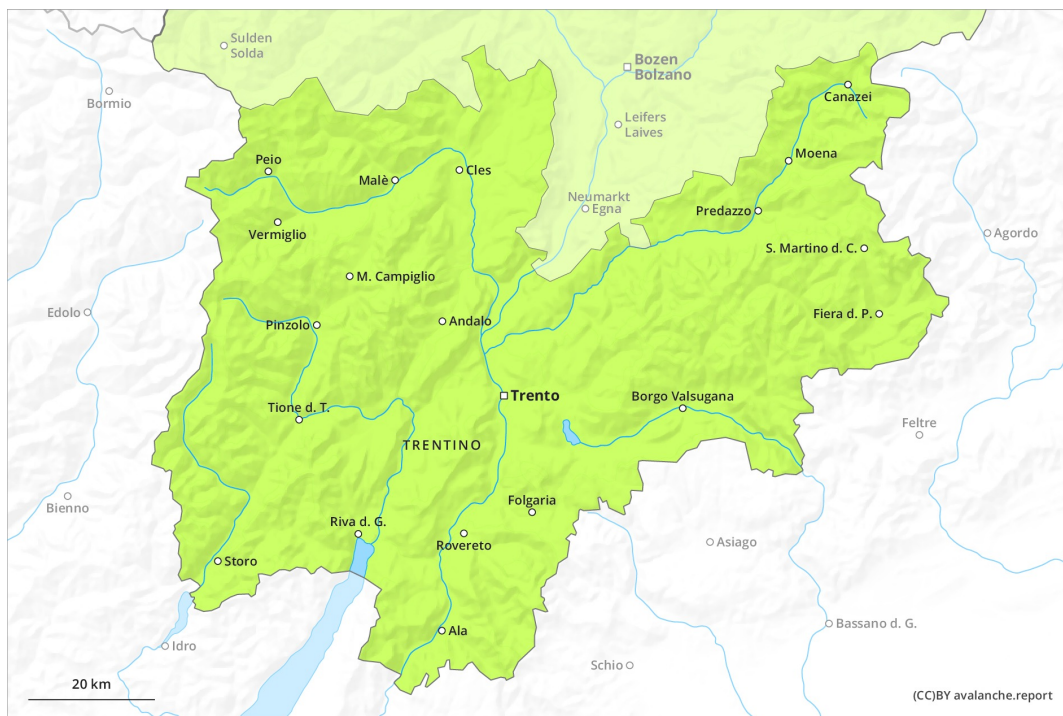 Sulden
Solda
Bozen
Bolzano
Bormio
Canazei
Leifers
Laives
Peio
Moena
Malè
Cles
Neumarkt
Egna
Predazzo
Vermiglio
Agordo
S. Martino d. C.
M. Campiglio
Edolo
Fiera d. P.
Pinzolo
Andalo
Trento
Borgo Valsugana
Tione d. T.
Feltre
TRENTINO
Bienno
Folgaria
Riva d. G.
Rovereto
Asiago
Storo
Bassano d. G.
Ala
Idro
Schio
20 km
(CC)BY avalanche.report